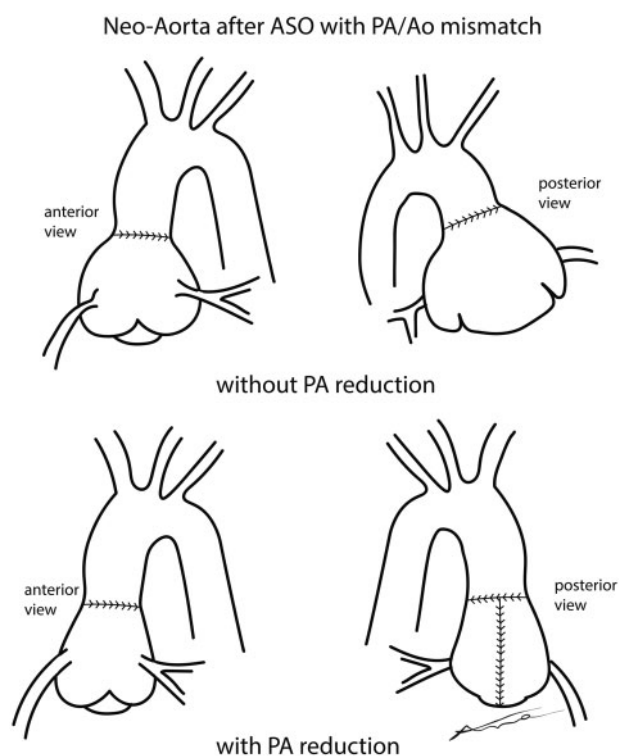 Neo-Aorta after ASO with PA/Ao mismatch
anterior
view
posterior
view
without PA reduction
anterior
view
posterior
view
with PA reduction